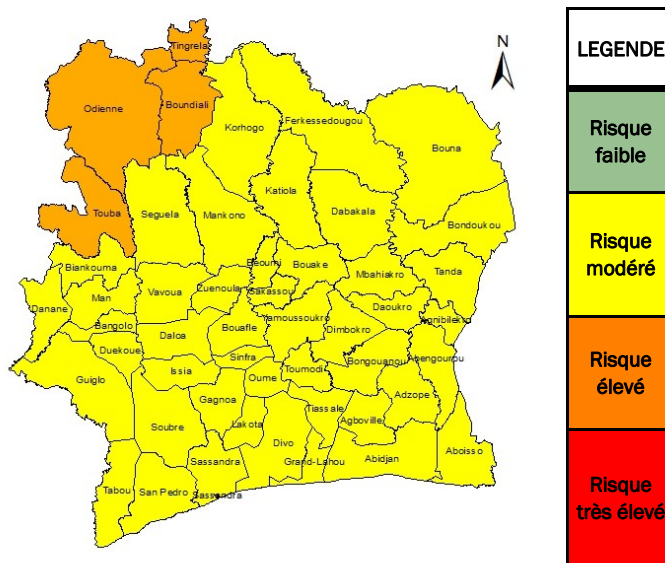 Tingrela
N
Odienne
Boundiali
Korhogo
Ferkessedougou
Bouna
Katiola
Touba
Seguela
Mankono
Dabakala
Bondoukou
Biankouma
Beoumi
Bouake
Mbahiakro
Tanda
Man
Vavoua
Zuenoula
Sakassou
Danane
Daoukro
Bangolo
Daloa
Bouafle
Yamoussoukro
Dimbokro
Agnibilekro
Duekoue
Sinfra
Bongouanou
Abengourou
Guiglo
Issia
Oume
Toumodi
Adzope
Gagnoa
Tiassale
Soubre
Lakota
Agboville
Divo
Aboisso
Sassandra
Grand-Lahou
Abidjan
Tabou
San Pedro
Sassandra
LEGENDE
Risque
faible
Risque
modéré
Risque
élevé
Risque
très élevé